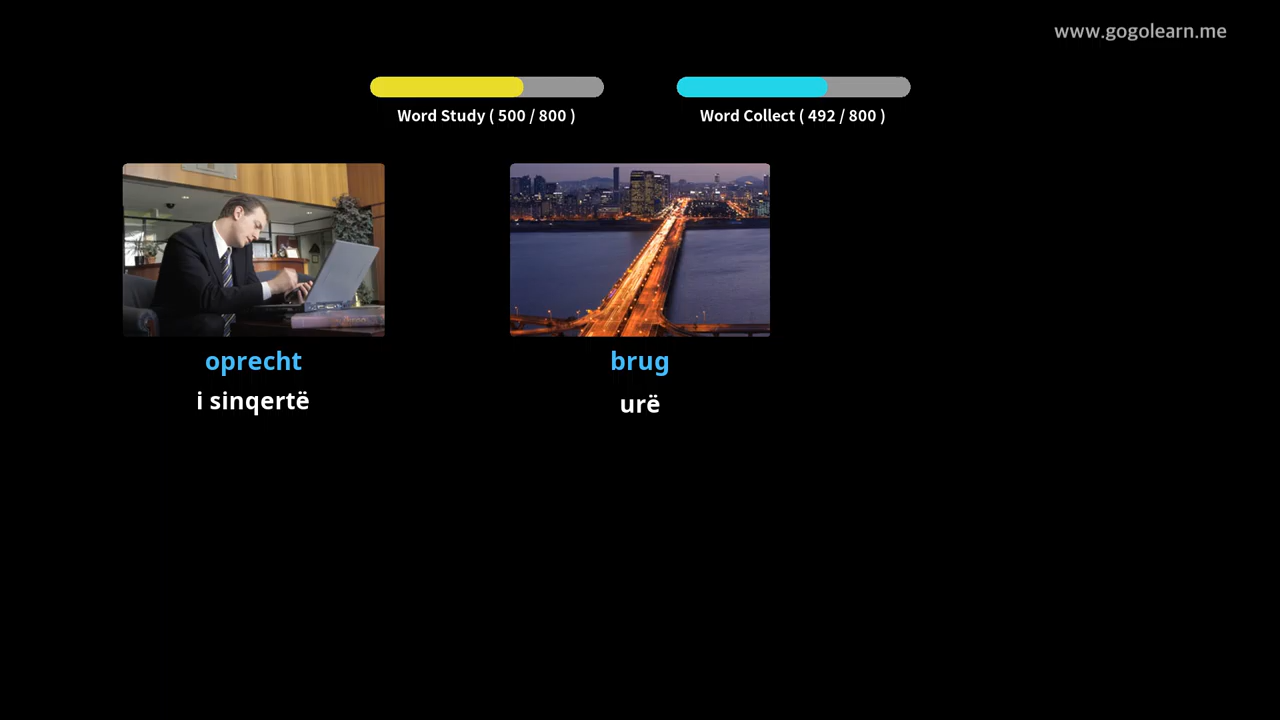 www.gogolearn.me
Word Study ( 500 / 800 )
Word Collect ( 492 / 800 )
oprecht
brug
i sinqertë
urë